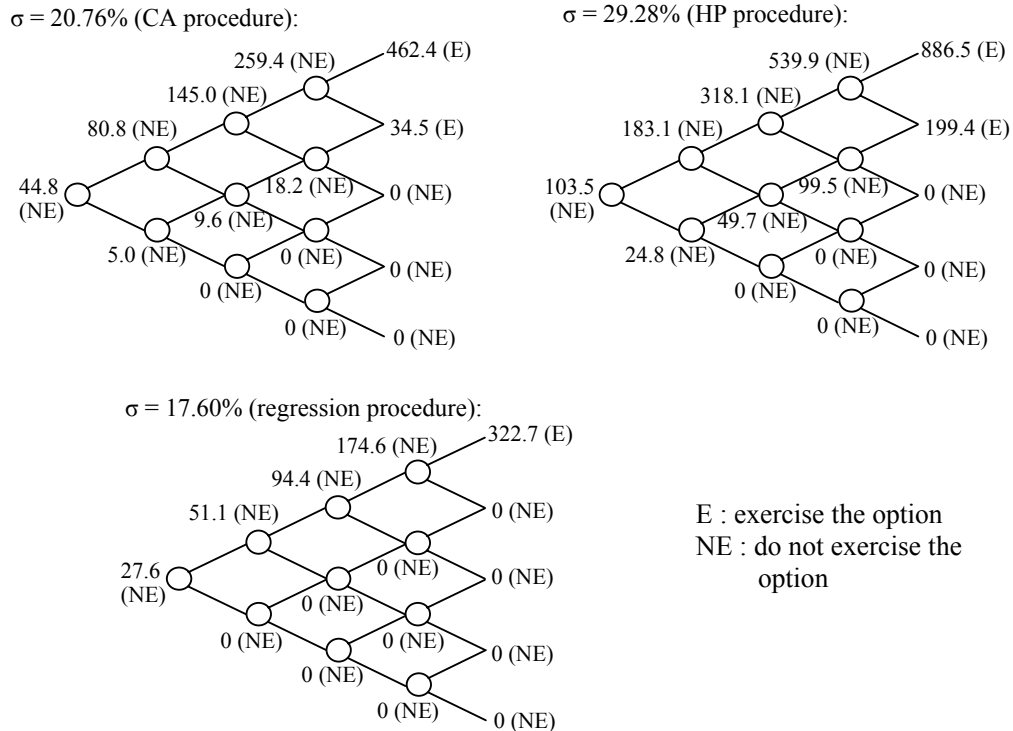 σ = 20.76% (CA procedure):
462.4 (E)
259.4 (NE)
145.0 (NE)
34.5 (E)
80.8 (NE)
44.8
(NE)
18.2 (NE)
0 (NE)
9.6 (NE)
5.0 (NE)
0 (NE)
0 (NE)
0 (NE)
0 (NE)
0 (NE)
σ = 29.28% (HP procedure):
886.5 (E)
539.9 (NE)
318.1 (NE)
199.4 (E)
183.1 (NE)
103.5
(NE)
99.5 (NE)
0 (NE)
49.7 (NE)
24.8 (NE)
0 (NE)
0 (NE)
0 (NE)
0 (NE)
0 (NE)
σ = 17.60% (regression procedure):
322.7 (E)
174.6 (NE)
94.4 (NE)
0 (NE)
51.1 (NE)
27.6
(NE)
0 (NE)
0 (NE)
0 (NE)
0 (NE)
0 (NE)
0 (NE)
0 (NE)
0 (NE)
0 (NE)
E : exercise the option
NE : do not exercise the
option